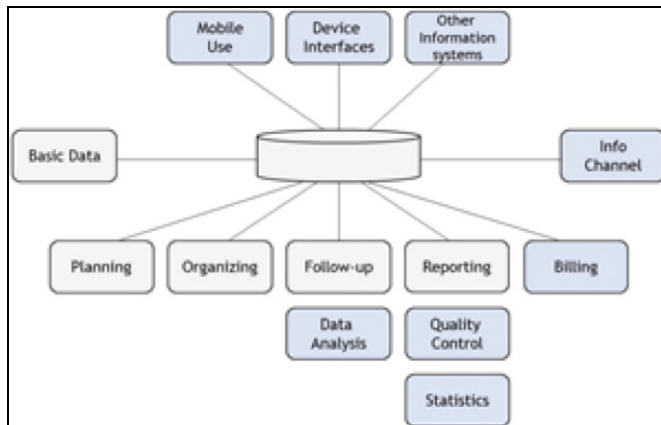 Mobile
Use
Device
Interfaces
Other
Information
systems
Basic Data
Info
Channel
Planning
Organizing
Follow-up
Reporting
Billing
Data
Analysis
Quality
Control
Statistics